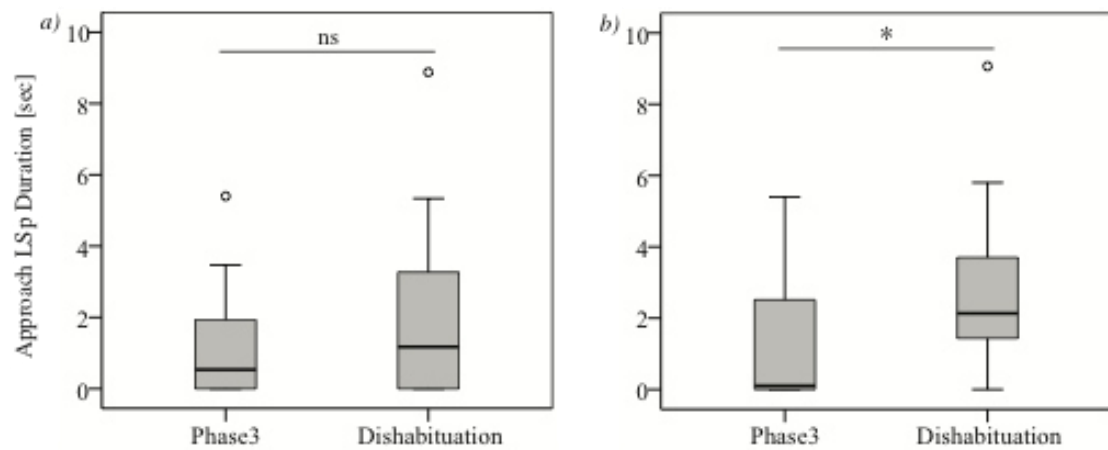 a)
ns
10
8
6
4
2
0
Approach LSp Duration [sec]
Phase3
Dishabituation
b)
*
10
8
6
4
2
0
Phase3
Dishabituation